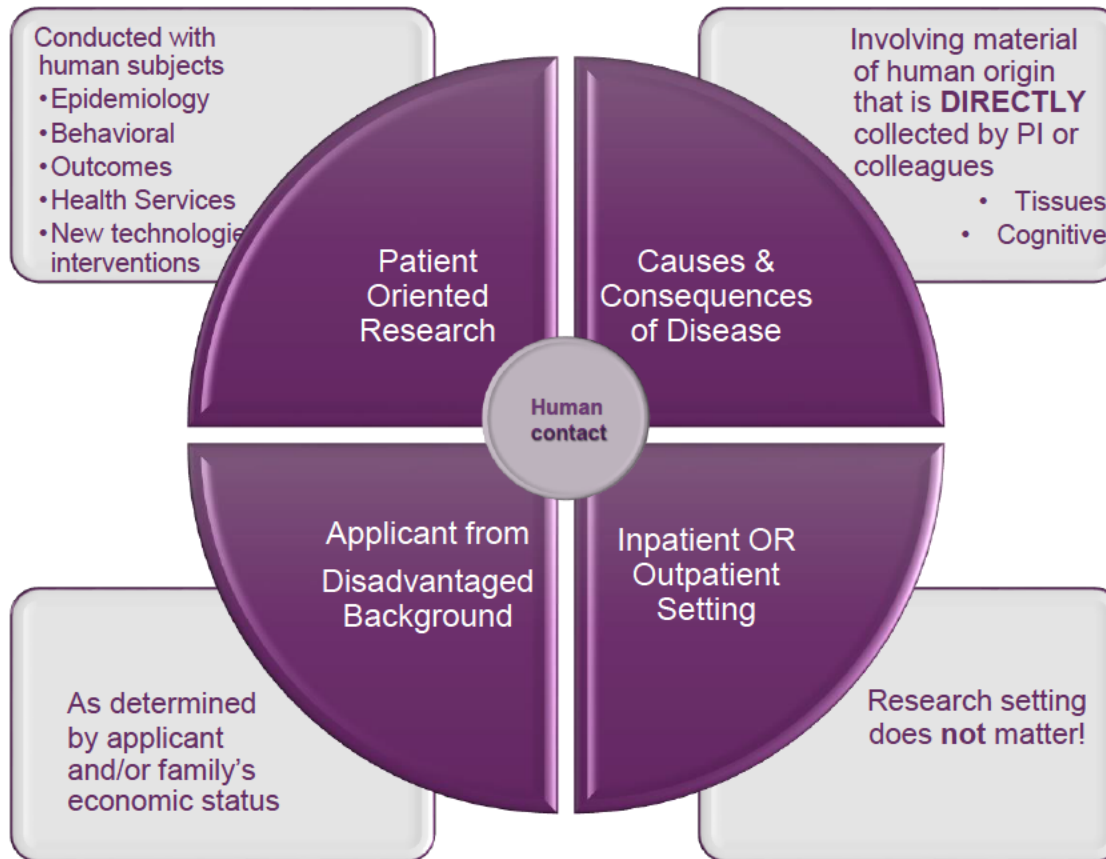 Conducted with
human subjects
•Epidemiology
•Behavioral
•Outcomes
•Health Services
•New technologie
interventions
Involving material
of human origin
that is DIRECTLY
collected by PI or
colleagues
• Tissues
• Cognitive
Patient
Oriented
Research
Causes &
Consequences
of Disease
Human
contact
Applicant from
Disadvantaged
Background
Inpatient OR
Outpatient
Setting
As determined
by applicant
and/or family's
economic status
Research setting
does not matter!